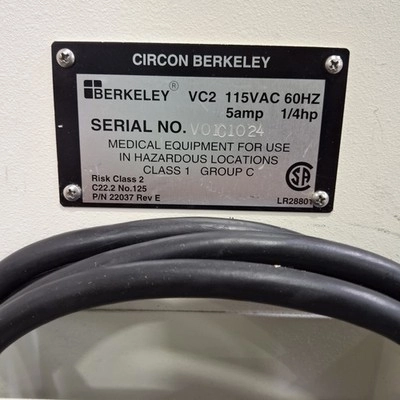 CIRCON BERKELEY
BERKELEY ® VC2 115VAC 60HZ
5amp 1/4hp
SERIAL NO. V01C1024
MEDICAL EQUIPMENT FOR USE
IN HAZARDOUS LOCATIONS
CLASS 1 GROUP C
Risk Class 2
C22.2 No.125
P/N 22037 Rev E
LR28801